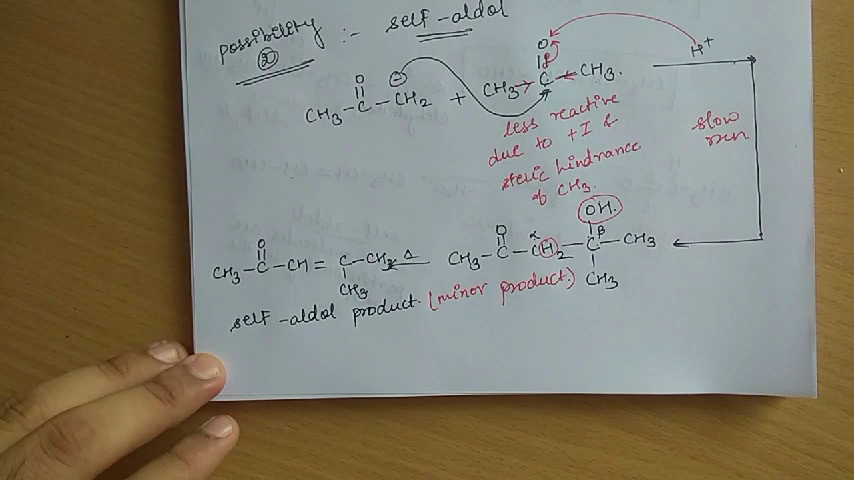 possibility :- self-aldol
②
O
||
CH₃-C-CH₂ ⊖ + CH₃ C CH₃.
O
||
H⁺
less reactive
due to +I &
steric hindrance
of CH₃.
slow
rxn.
O
||
CH₃-C-CH₂-C-CH₃
α β
OH.
CH₃
Δ
O
||
CH₃-C-CH=C-CH₃
CH₃
self-aldol product. (minor product.)